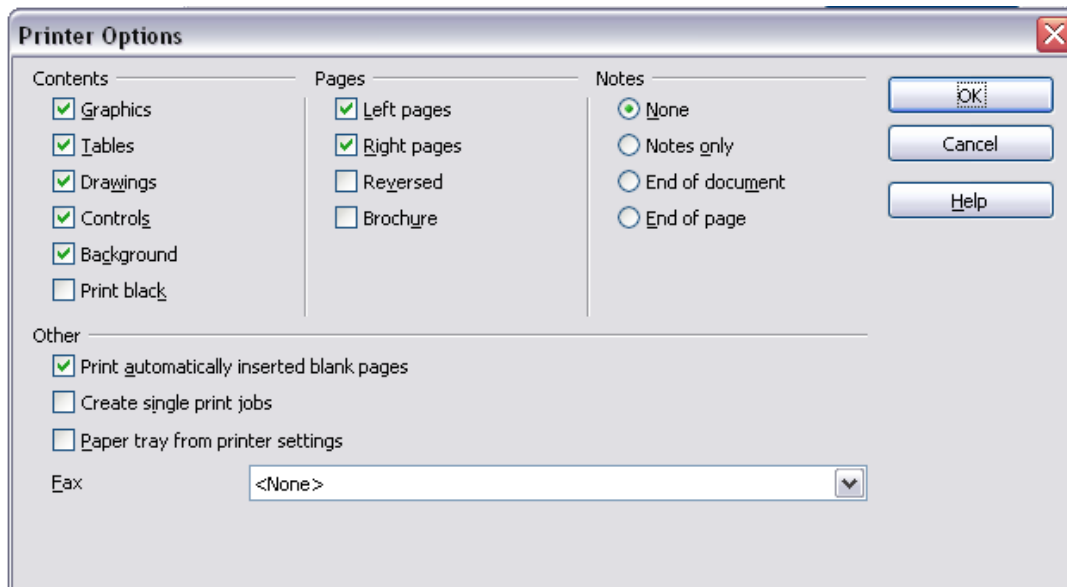 Printer Options
Contents
Graphics
Tables
Drawings
Controls
Background
Print black
Pages
Left pages
Right pages
Reversed
Brochure
Notes
None
Notes only
End of document
End of page
OK
Cancel
Help
Other
Print automatically inserted blank pages
Create single print jobs
Paper tray from printer settings
Fax
<None>